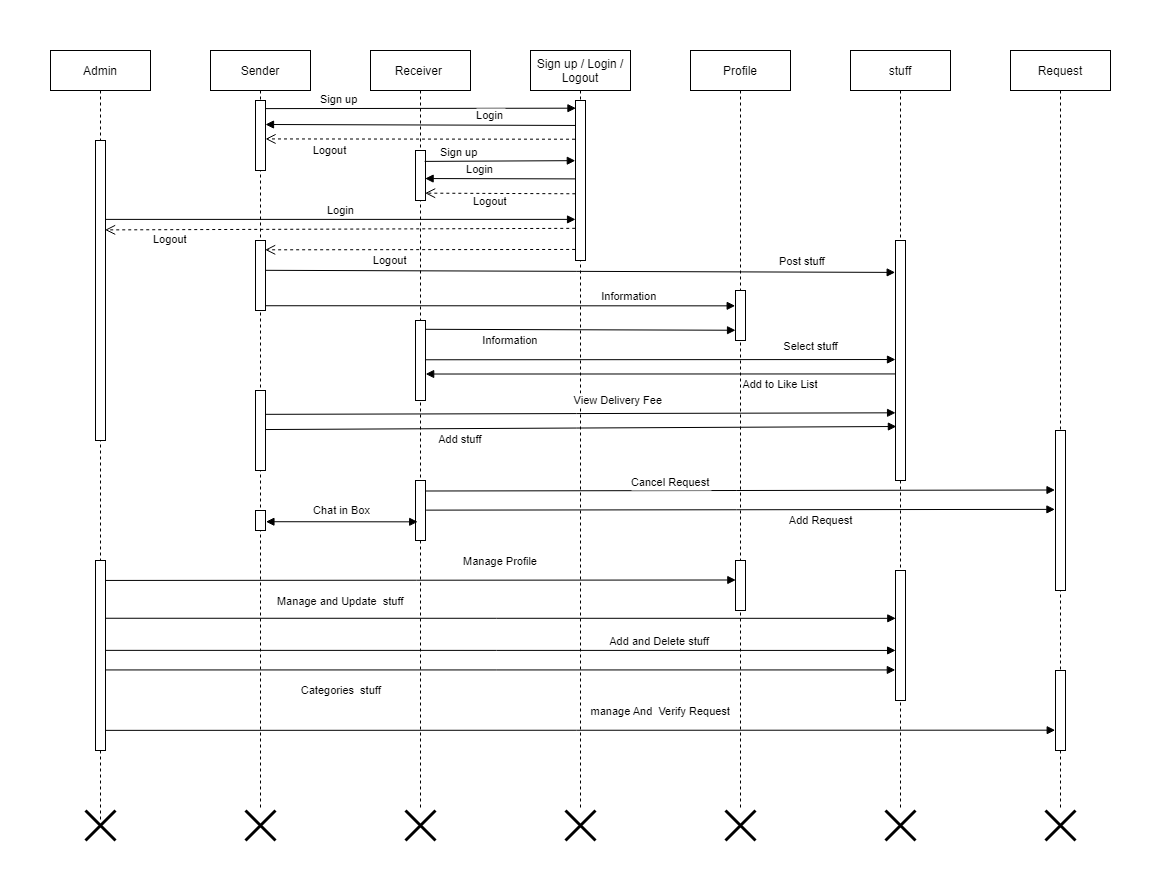 Admin
Sender
Receiver
Sign up / Login /
Logout
Profile
stuff
Request
Sign up
Login
Logout
Sign up
Login
Logout
Login
Logout
Logout
Post stuff
Information
Information
Select stuff
Add to Like List
View Delivery Fee
Add stuff
Cancel Request
Chat in Box
Add Request
Manage Profile
Manage and Update  stuff
Add and Delete stuff
Categories  stuff
manage And  Verify Request